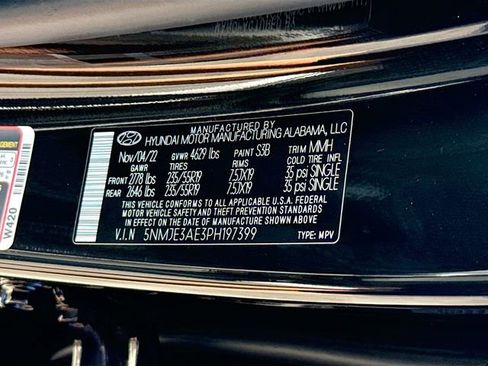 MANUFACTURED BY
HYUNDAI MOTOR MANUFACTURING ALABAMA, LLC
Nov/04/22 GVWR 4629 lbs PAINT S3B TRIM MMH
GAWR TIRES RIMS COLD TIRE INFL
FRONT 2778 lbs 235/55R19 7.5JX19 35 psi SINGLE
REAR 2646 lbs 235/55R19 7.5JX19 35 psi SINGLE
THIS VEHICLE CONFORMS TO ALL APPLICABLE U.S.A. FEDERAL
MOTOR VEHICLE SAFETY AND THEFT PREVENTION STANDARDS
IN EFFECT ON THE DATE OF MANUFACTURE SHOWN ABOVE.
V.I.N 5NMJE3AE3PH197399 TYPE: MPV
W420